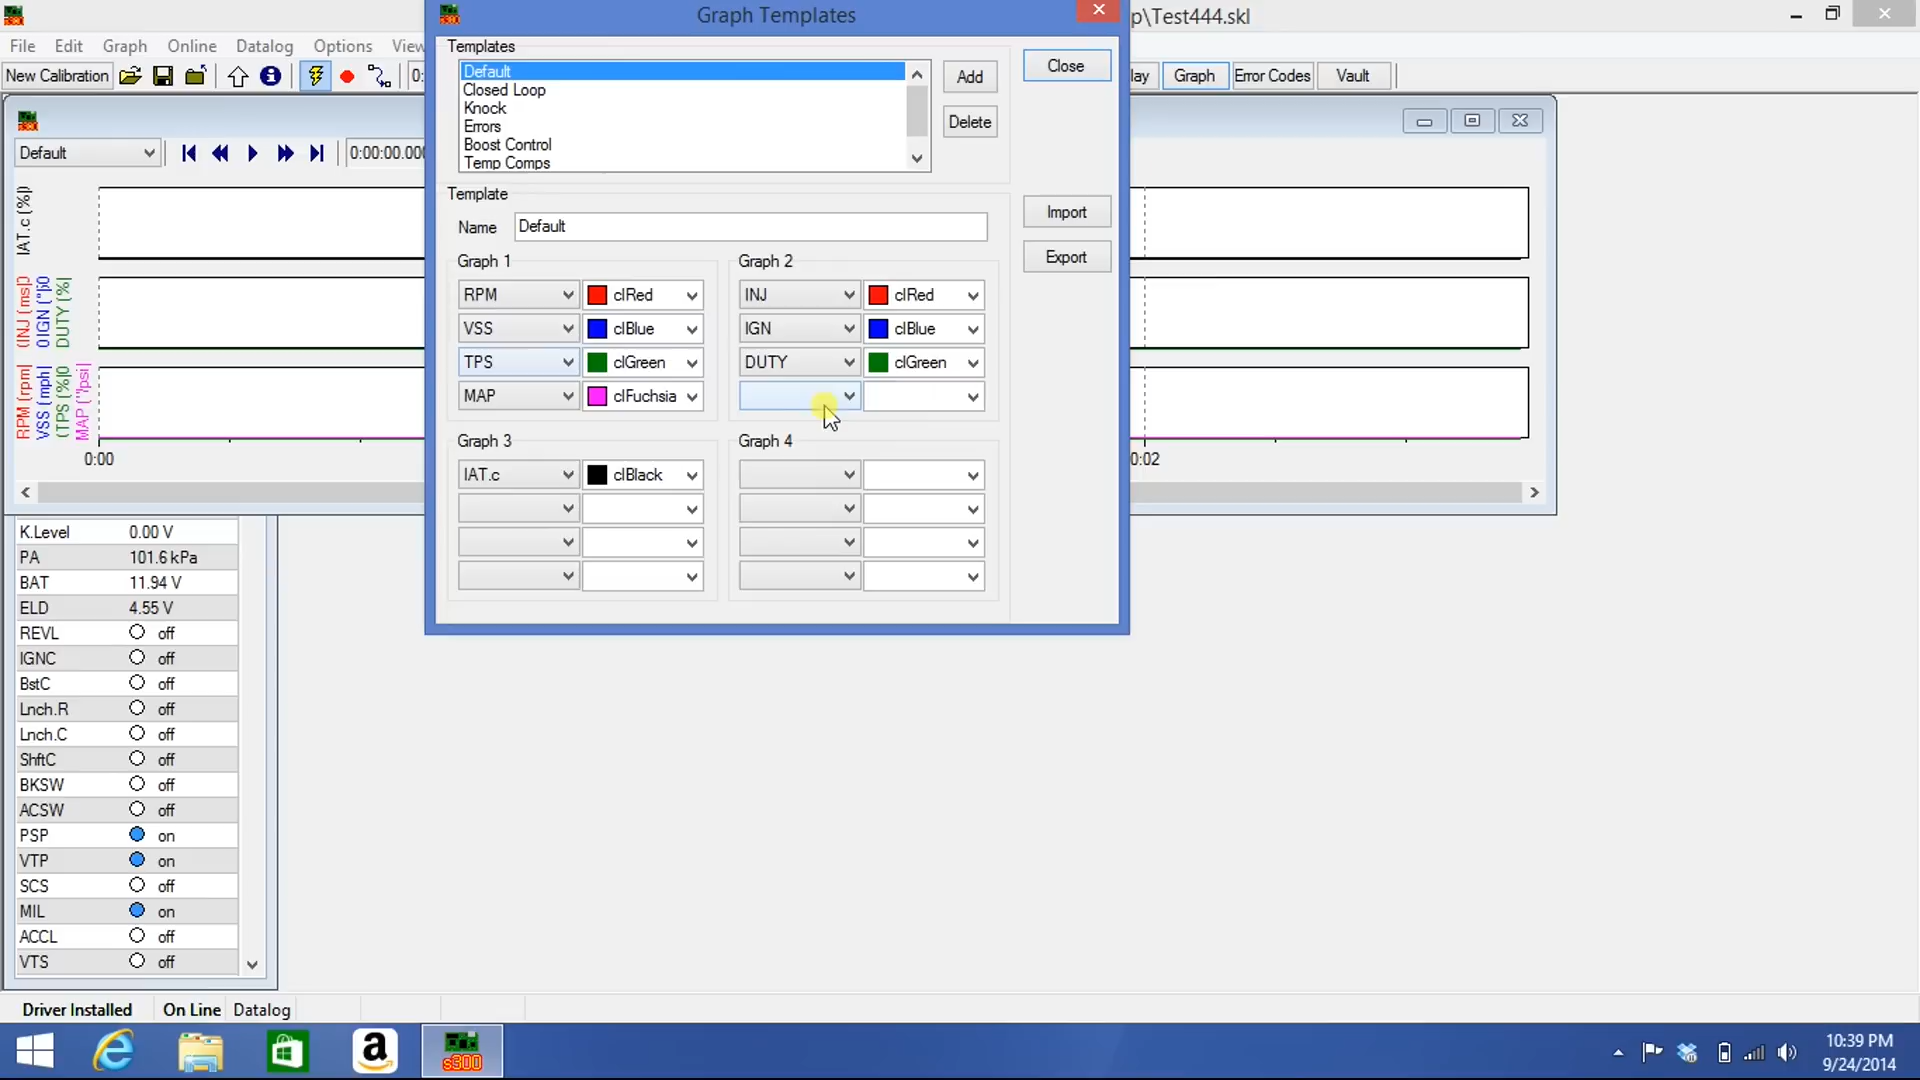 Graph Templates
p\Test444.skl
File Edit Graph Online Datalog Options View
New Calibration
0:
lay Graph Error Codes Vault
Templates
Default
Closed Loop
Knock
Errors
Boost Control
Temp Comps
Add
Delete
Close
Import
Export
Template
Name Default
Default
0:00:00.000
Graph 1
RPM clRed
VSS clBlue
TPS clGreen
MAP clFuchsia
Graph 2
INJ clRed
IGN clBlue
DUTY clGreen
Graph 3
IAT.c clBlack
Graph 4
IAT.c (%|)
(INJ (ms|)
0IGN (°|)0
DUTY (%|
RPM (rpm|
VSS (mph|
(TPS (%|0
MAP ("|psi
0:00
0:02
K.Level 0.00 V
PA 101.6 kPa
BAT 11.94 V
ELD 4.55 V
REVL off
IGNC off
BstC off
Lnch.R off
Lnch.C off
ShftC off
BKSW off
ACSW off
PSP on
VTP on
SCS off
MIL on
ACCL off
VTS off
Driver Installed On Line Datalog
s300
10:39 PM
9/24/2014